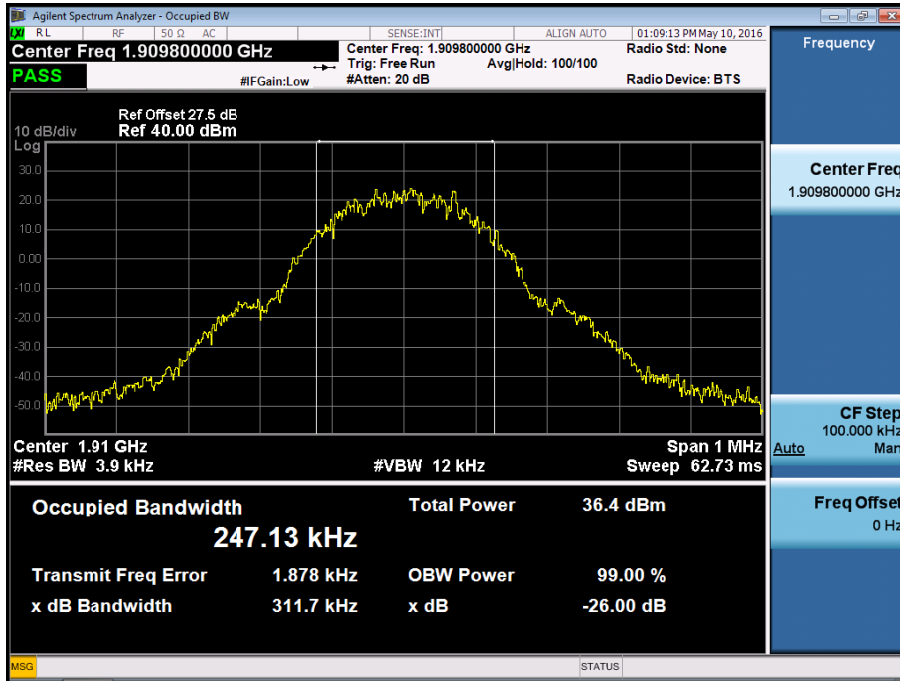 Agilent Spectrum Analyzer - Occupied BW
LXI RL RF 50 Ω AC SENSE:INT ALIGN AUTO 01:09:13 PM May 10, 2016
Center Freq 1.909800000 GHz
Center Freq: 1.909800000 GHz Radio Std: None
Trig: Free Run Avg|Hold: 100/100
PASS #IFGain:Low #Atten: 20 dB Radio Device: BTS
Ref Offset 27.5 dB
10 dB/div Ref 40.00 dBm
Log
30.0
20.0
10.0
0.00
-10.0
-20.0
-30.0
-40.0
-50.0
Center 1.91 GHz Span 1 MHz
#Res BW 3.9 kHz #VBW 12 kHz Sweep 62.73 ms
Occupied Bandwidth Total Power 36.4 dBm
247.13 kHz
Transmit Freq Error 1.878 kHz OBW Power 99.00 %
x dB Bandwidth 311.7 kHz x dB -26.00 dB
MSG STATUS
Frequency
Center Freq
1.909800000 GHz
CF Step
100.000 kHz
Auto Man
Freq Offset
0 Hz